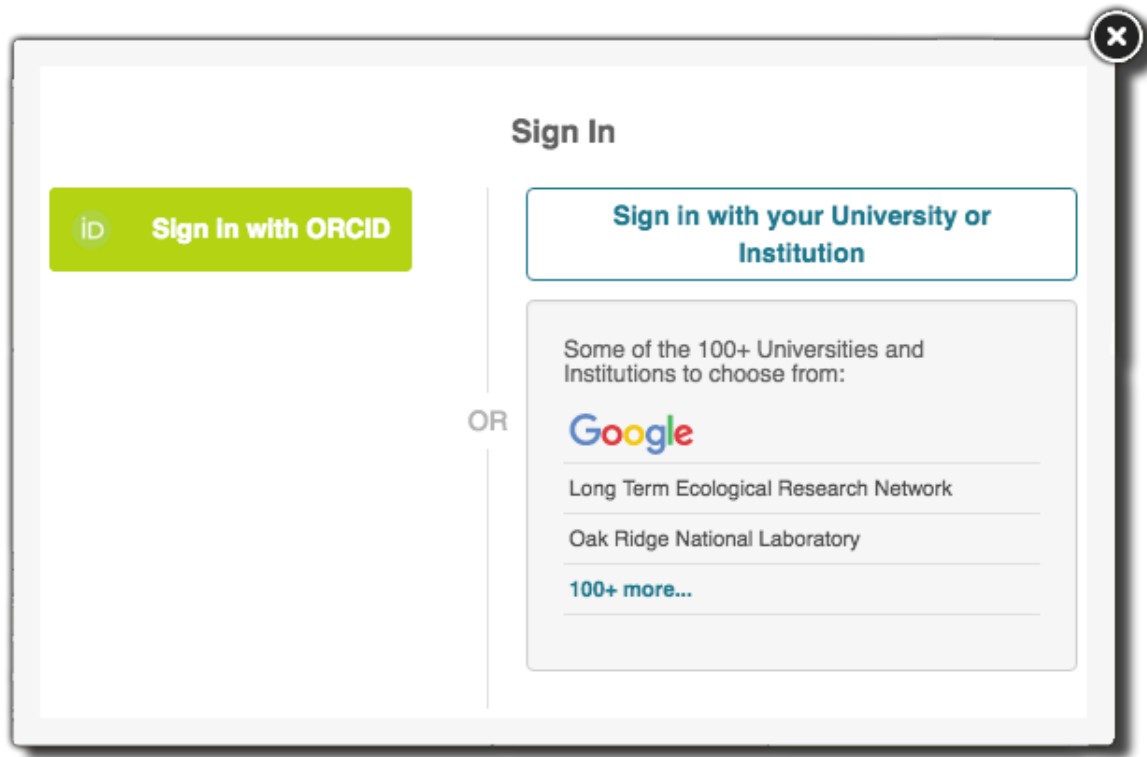 Sign In
iD Sign in with ORCID
OR
Sign in with your University or
Institution
Some of the 100+ Universities and
Institutions to choose from:
Google
Long Term Ecological Research Network
Oak Ridge National Laboratory
100+ more...